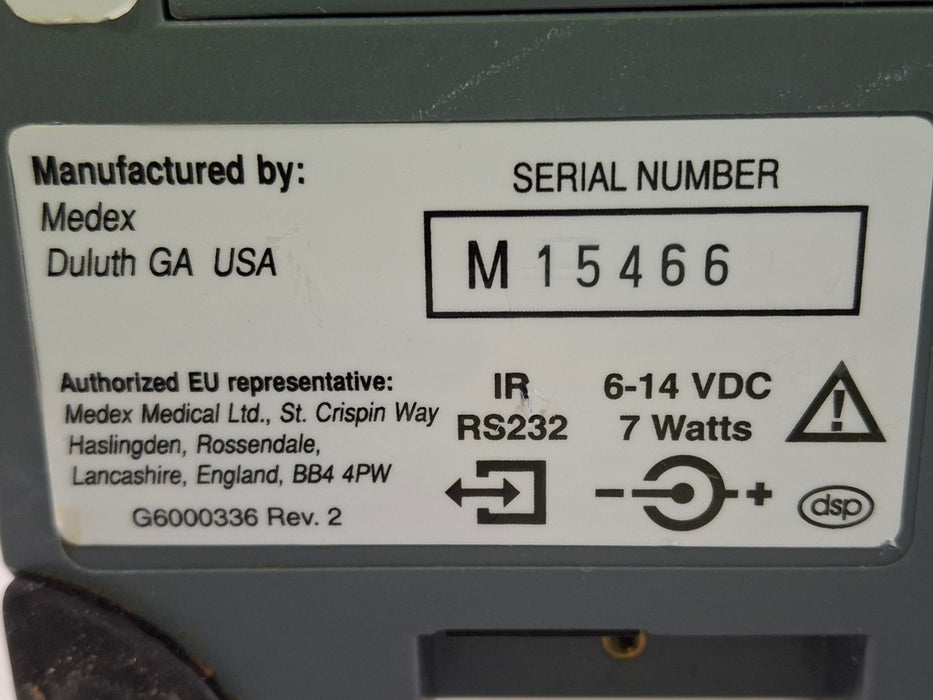 Manufactured by:
Medex
Duluth GA USA
SERIAL NUMBER
M 15466
Authorized EU representative:
Medex Medical Ltd., St. Crispin Way
Haslingden, Rossendale,
Lancashire, England, BB4 4PW
G6000336 Rev. 2
IR
RS232
6-14 VDC
7 Watts
- +
!
dsp